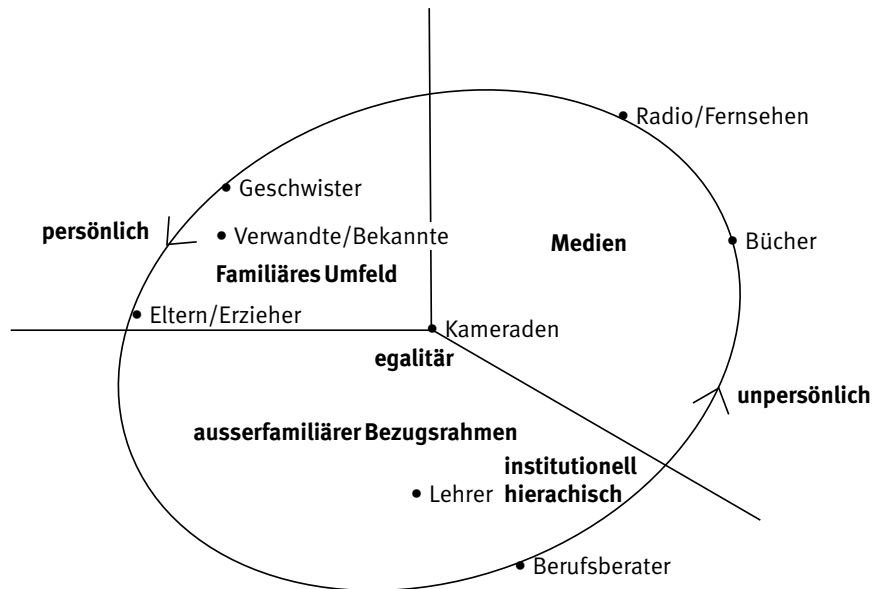 Radio/Fernsehen
Geschwister
persönlich
Verwandte/Bekannte
Medien
Bücher
Familiäres Umfeld
Eltern/Erzieher
Kameraden
egalitär
unpersönlich
ausserfamiliärer Bezugsrahmen
institutionell
Lehrer hierachisch
Berufsberater